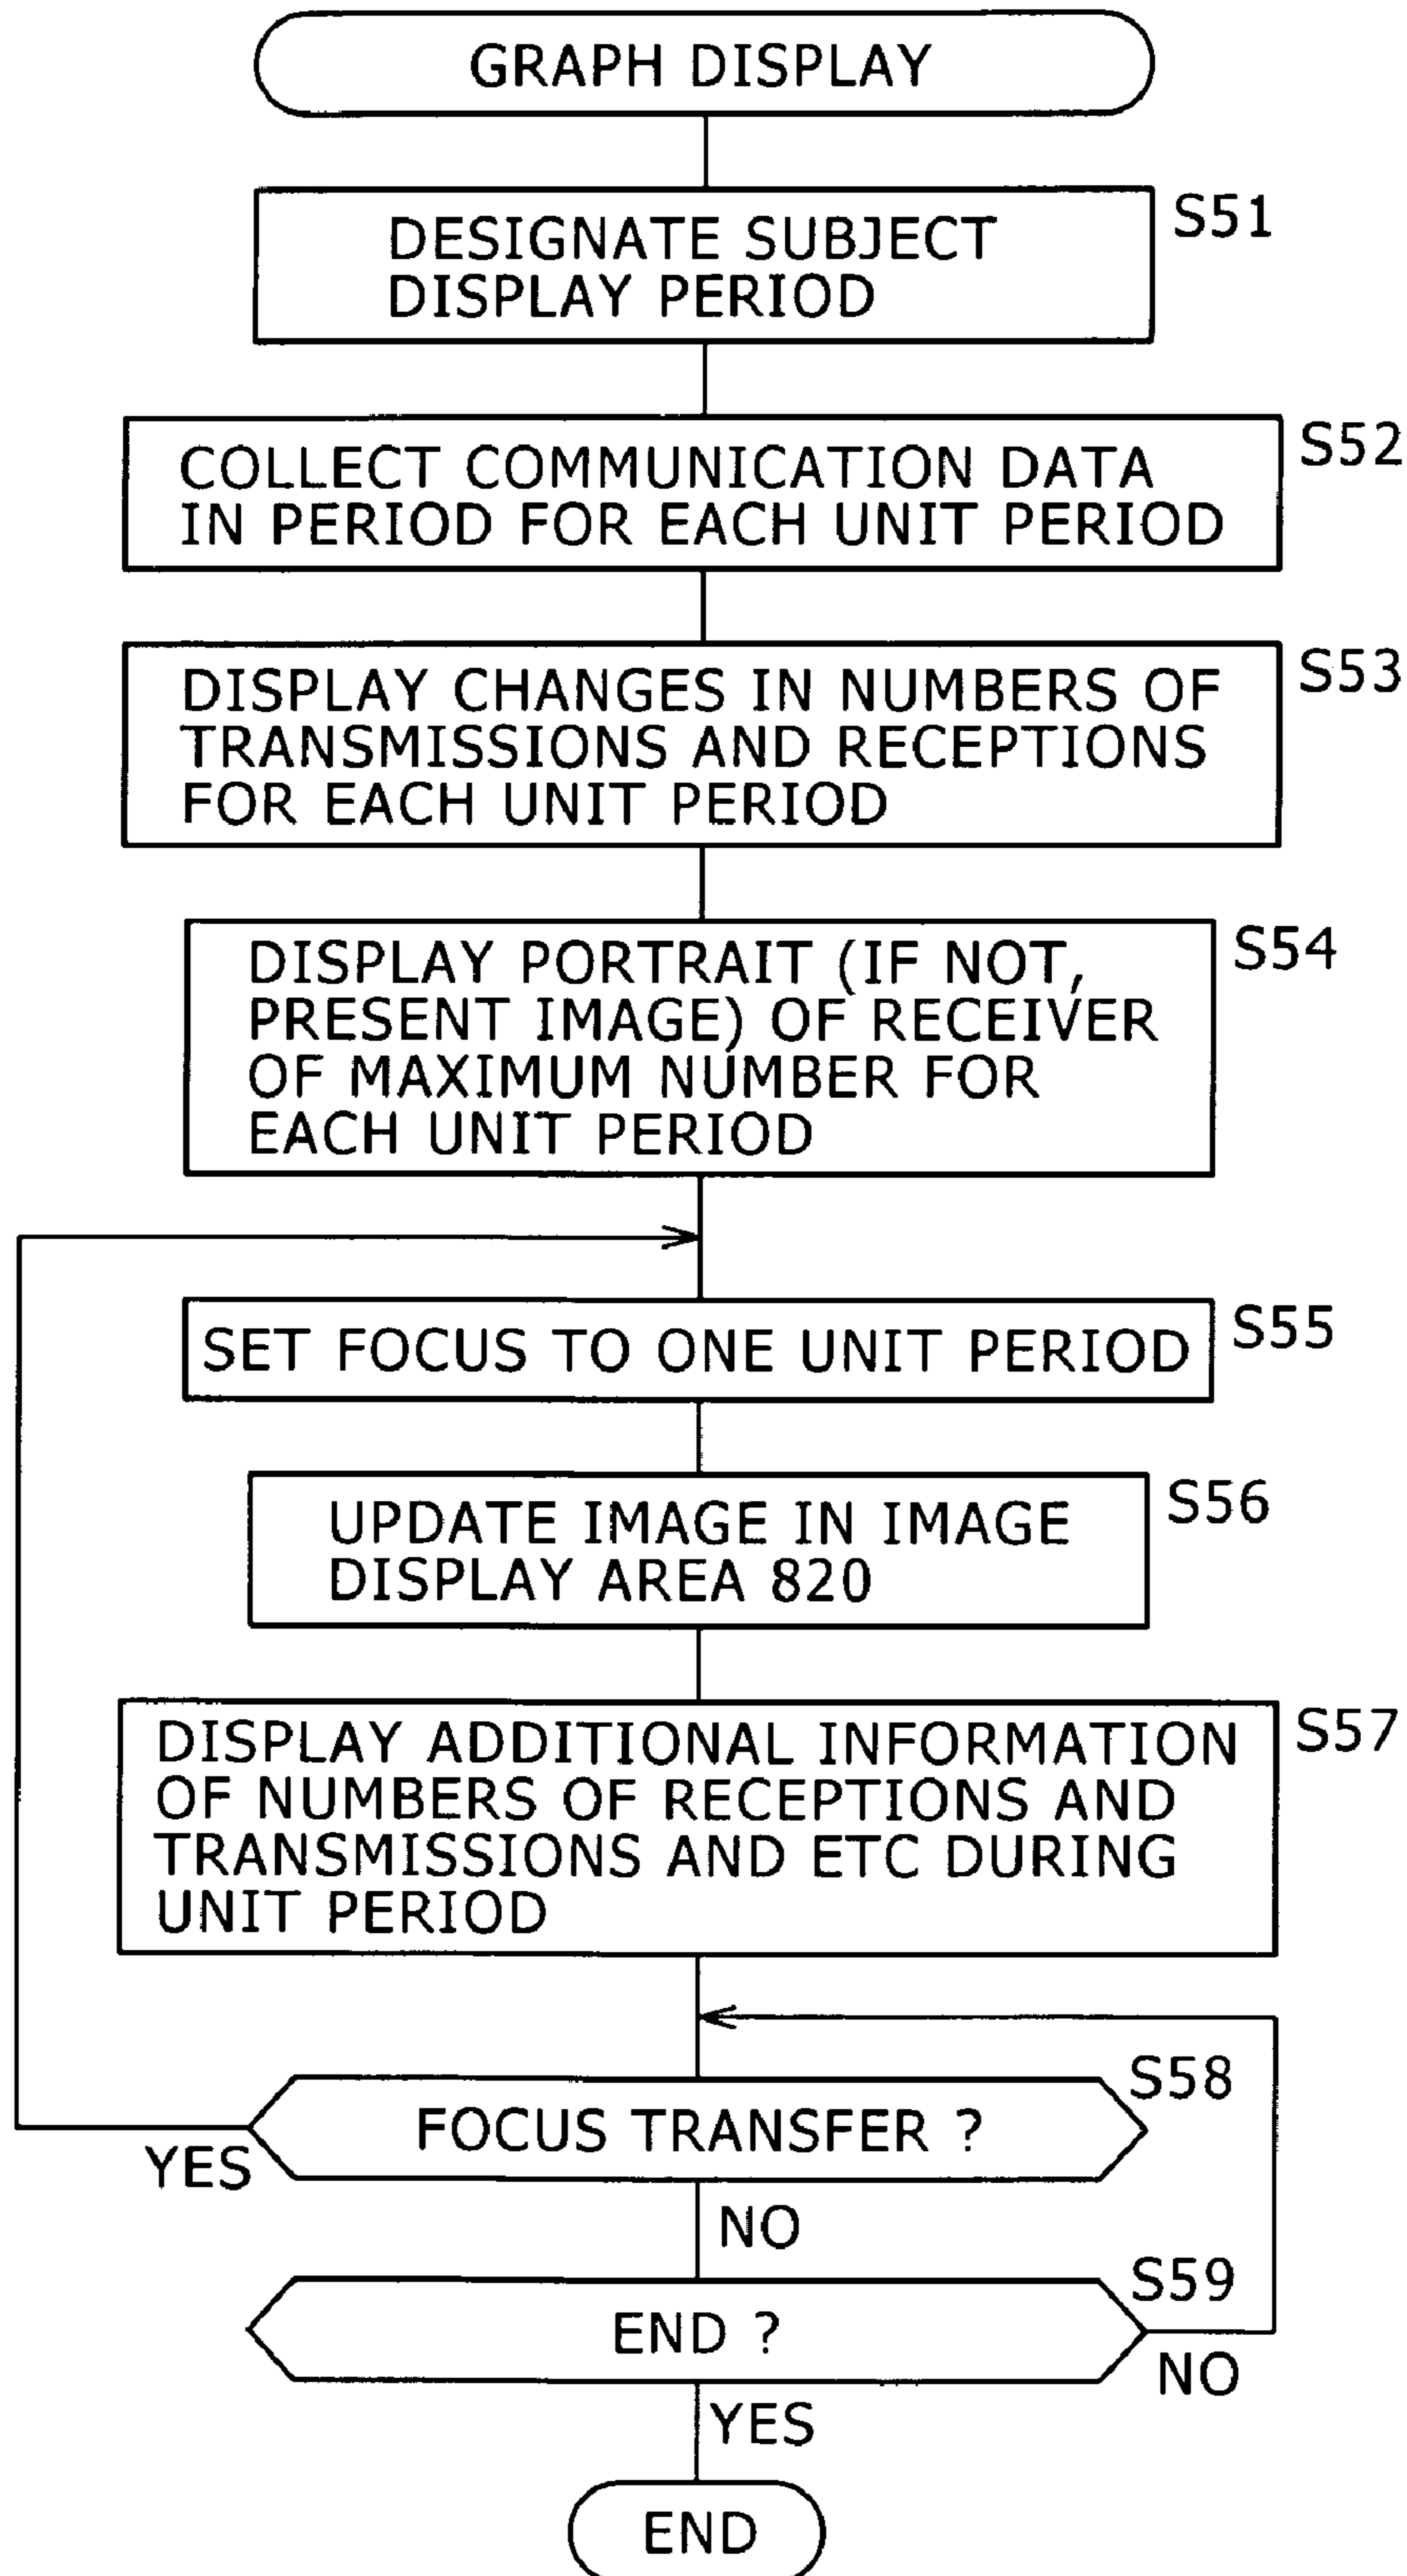 GRAPH DISPLAY
DESIGNATE SUBJECT
DISPLAY PERIOD
S51
COLLECT COMMUNICATION DATA
IN PERIOD FOR EACH UNIT PERIOD
S52
DISPLAY CHANGES IN NUMBERS OF
TRANSMISSIONS AND RECEPTIONS
FOR EACH UNIT PERIOD
S53
DISPLAY PORTRAIT (IF NOT,
PRESENT IMAGE) OF RECEIVER
OF MAXIMUM NUMBER FOR
EACH UNIT PERIOD
S54
SET FOCUS TO ONE UNIT PERIOD
S55
UPDATE IMAGE IN IMAGE
DISPLAY AREA 820
S56
DISPLAY ADDITIONAL INFORMATION
OF NUMBERS OF RECEPTIONS AND
TRANSMISSIONS AND ETC DURING
UNIT PERIOD
S57
FOCUS TRANSFER ?
S58
YES
NO
END ?
S59
NO
YES
END